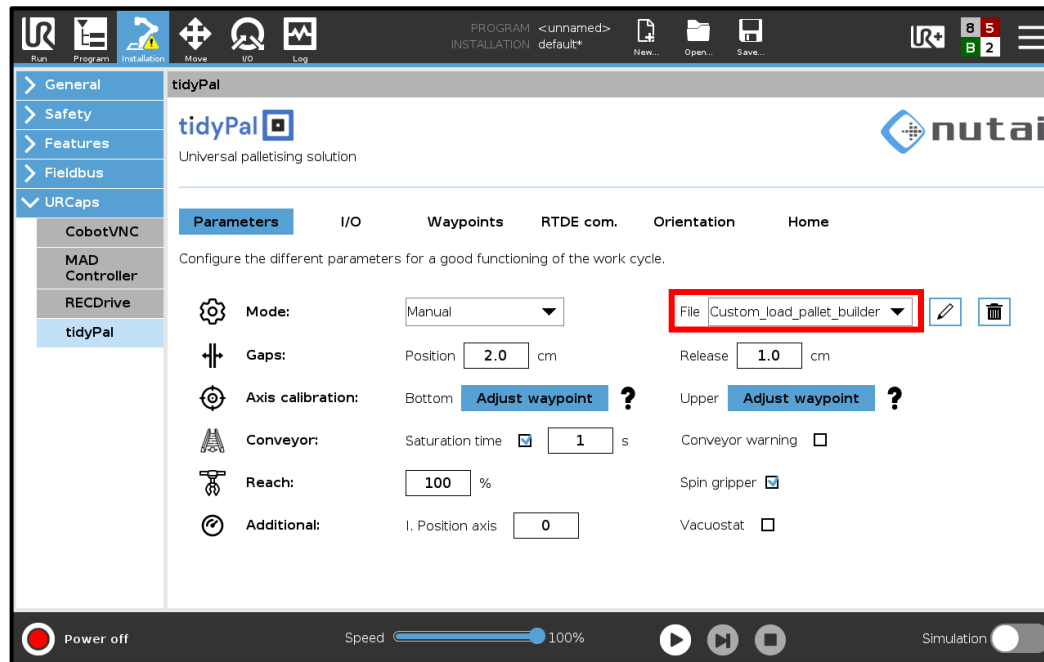 PROGRAM <unnamed>
INSTALLATION default*
Run Program Installation Move I/O Log New... Open... Save...
UR+ 8 5 B 2
General
Safety
Features
Fieldbus
URCaps
CobotVNC
MAD Controller
RECDrive
tidyPal
tidyPal
tidyPal
nutai
Universal palletising solution
Parameters I/O Waypoints RTDE com. Orientation Home
Configure the different parameters for a good functioning of the work cycle.
Mode: Manual File Custom_load_pallet_builder
Gaps: Position 2.0 cm Release 1.0 cm
Axis calibration: Bottom Adjust waypoint ? Upper Adjust waypoint ?
Conveyor: Saturation time 1 s Conveyor warning
Reach: 100 % Spin gripper
Additional: I. Position axis 0 Vacuostat
Power off Speed 100% Simulation